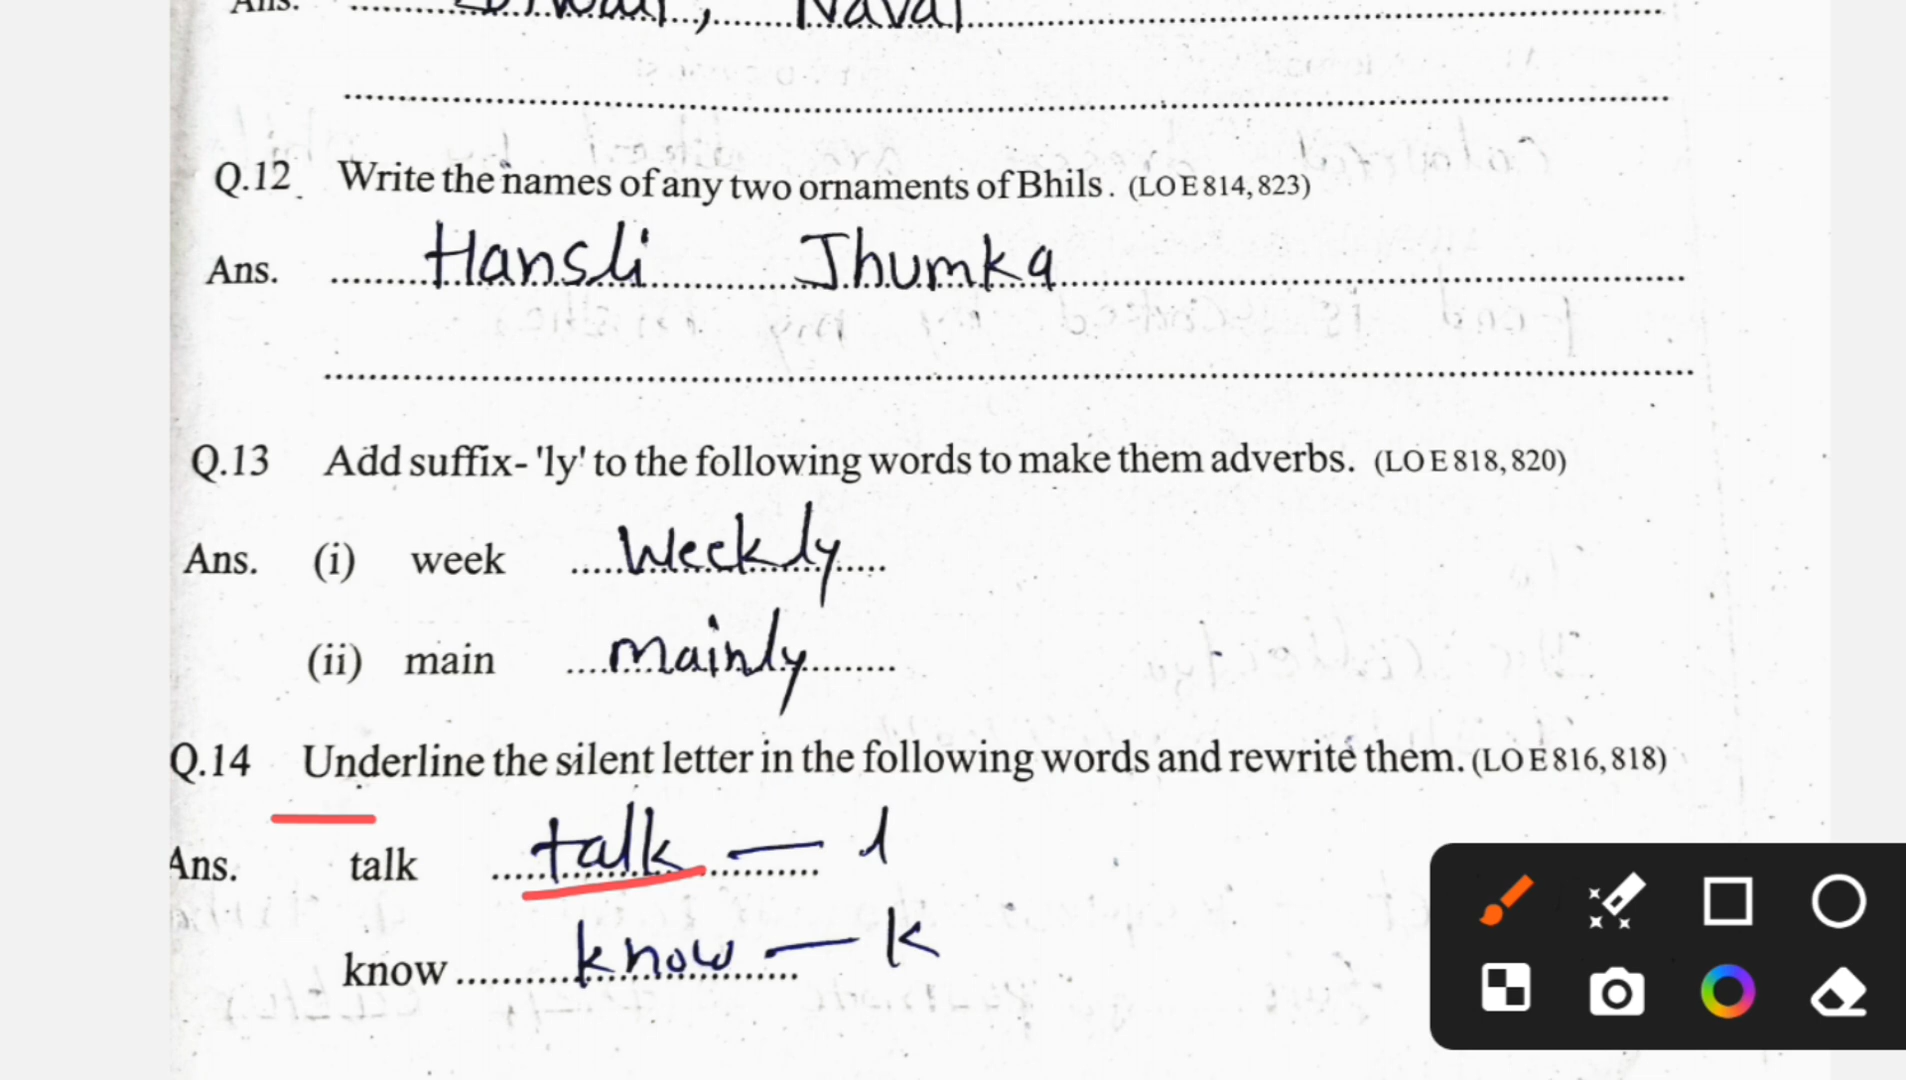 Ans. Diwali, Naval
Q.12 Write the names of any two ornaments of Bhils. (LOE 814, 823)
Ans. Hansli Jhumka
Q.13 Add suffix- 'ly' to the following words to make them adverbs. (LOE 818, 820)
Ans. (i) week Weekly
(ii) main mainly
Q.14 Underline the silent letter in the following words and rewrite them. (LOE 816, 818)
Ans. talk talk — l
know know — k